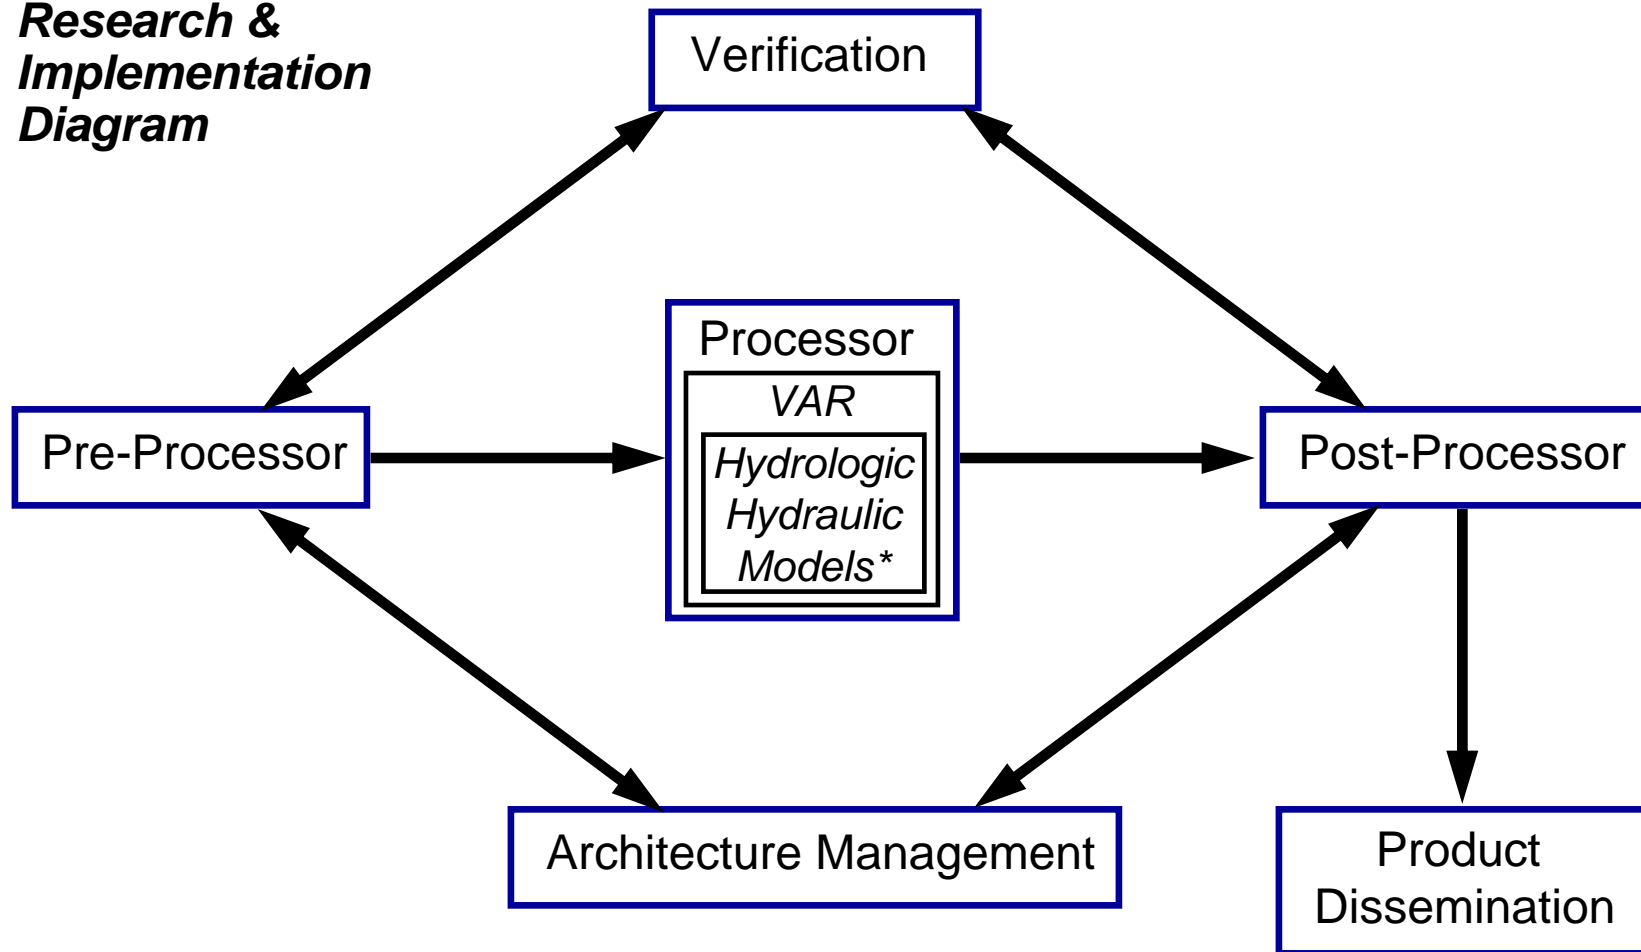 Research &
Implementation
Diagram
Verification
Processor
VAR
Hydrologic
Hydraulic
Models*
Pre-Processor
Post-Processor
Architecture Management
Product
Dissemination